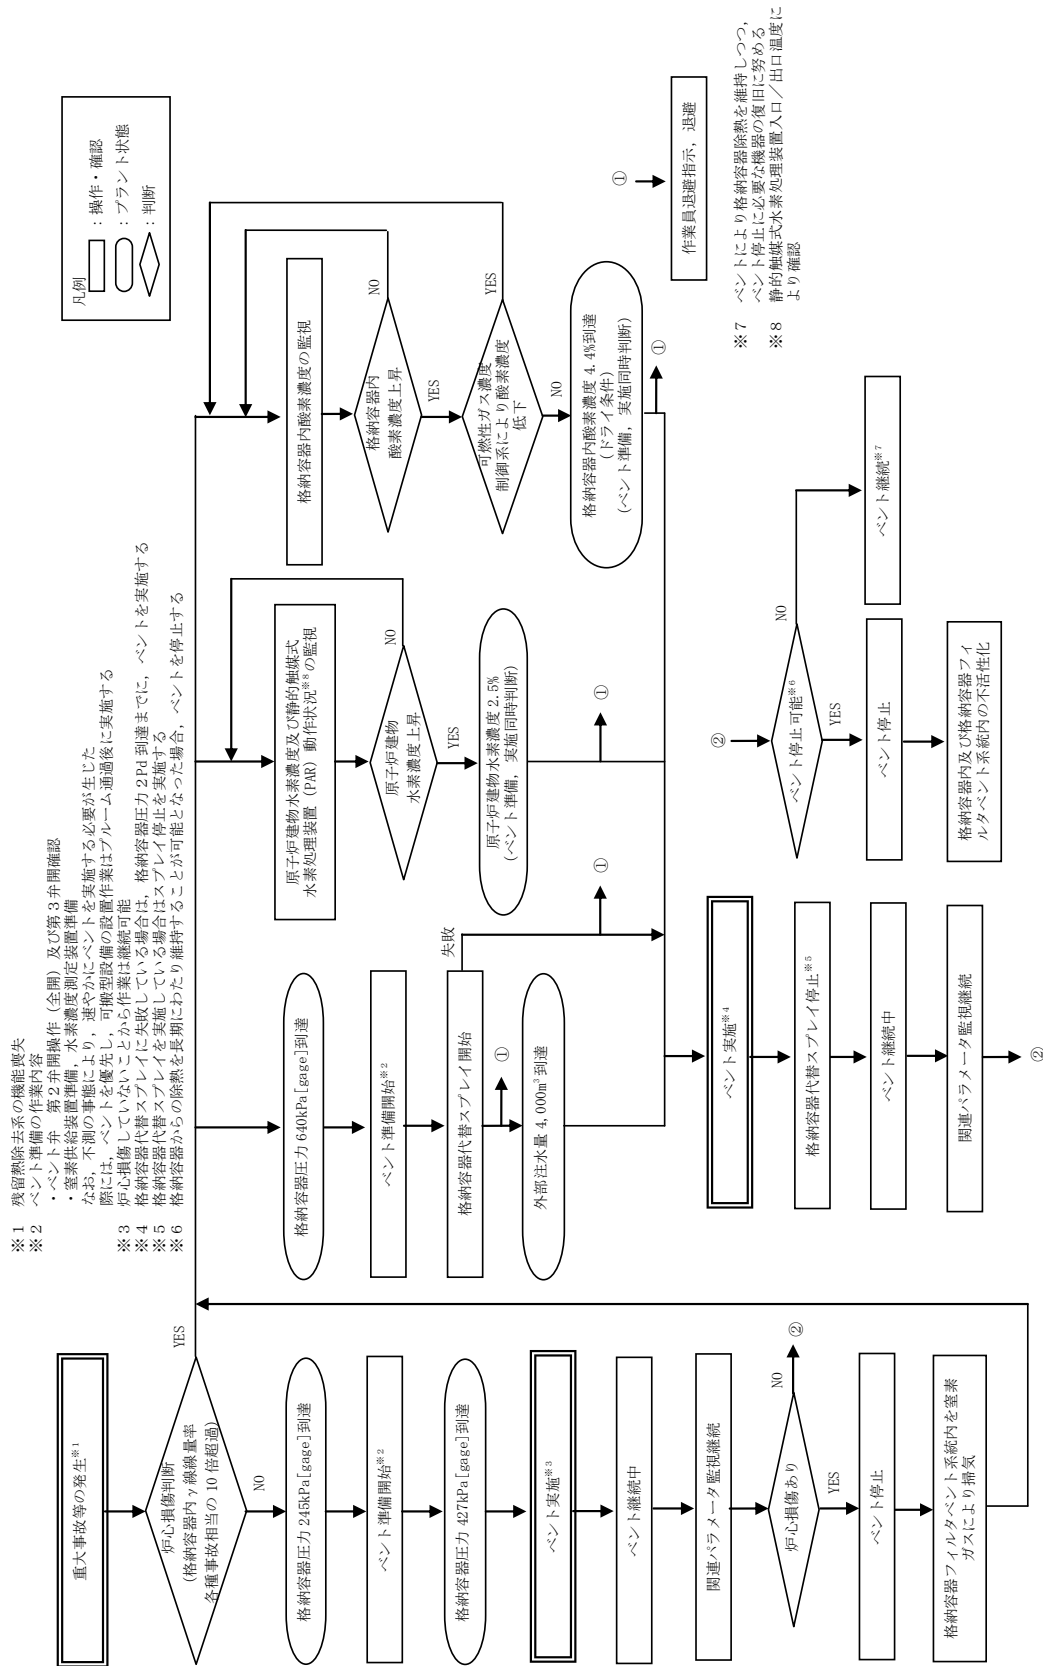 重大事故等の発生※1
炉心損傷判断
(格納容器内γ線線量率
各種事故相当の10倍超過)
YES
NO
格納容器圧力 245kPa[gage]到達
ベント準備開始※2
格納容器圧力 427kPa[gage]到達
ベント実施※3
ベント継続中
関連パラメータ監視継続
炉心損傷あり
NO
②
YES
ベント停止
格納容器フィルタベント系統内を窒素
ガスにより掃気
※1 残留熱除去系の機能喪失
※2 ベント準備の作業内容
・ベント弁 第2弁開操作(全開)及び第3弁開確認
・窒素供給装置準備,水素濃度測定装置準備
なお,不測の事態により,速やかにベントを実施する必要が生じた
際には,ベントを優先し,可搬型設備の設置作業はプルーム通過後に実施する
※3 炉心損傷していないことから作業は継続可能
※4 格納容器代替スプレイに失敗している場合は,格納容器圧力2Pd到達までに,ベントを実施する
※5 格納容器代替スプレイを実施している場合はスプレイ停止を実施する
※6 格納容器からの除熱を長期にわたり維持することが可能となった場合,ベントを停止する
格納容器圧力 640kPa[gage]到達
ベント準備開始※2
格納容器代替スプレイ開始
失敗
①
①
外部注水量 4,000m³到達
原子炉建物水素濃度及び静的触媒式
水素処理装置(PAR)動作状況※8の監視
原子炉建物
水素濃度上昇
NO
YES
原子炉建物水素濃度 2.5%
(ベント準備,実施同時判断)
①
格納容器内酸素濃度の監視
格納容器内
酸素濃度上昇
NO
YES
可燃性ガス濃度
制御系により酸素濃度
低下
YES
NO
格納容器内酸素濃度 4.4%到達
(ドライ条件)
(ベント準備,実施同時判断)
①
ベント実施※4
格納容器代替スプレイ停止※5
ベント継続中
関連パラメータ監視継続
②
②
ベント停止可能※6
NO
YES
ベント停止
ベント継続※7
格納容器内及び格納容器フィ
ルタベント系統内の不活性化
凡例
:操作・確認
:プラント状態
:判断
①
作業員退避指示,退避
※7 ベントにより格納容器除熱を維持しつつ,
ベント停止に必要な機器の復旧に努める
※8 静的触媒式水素処理装置入口/出口温度に
より確認